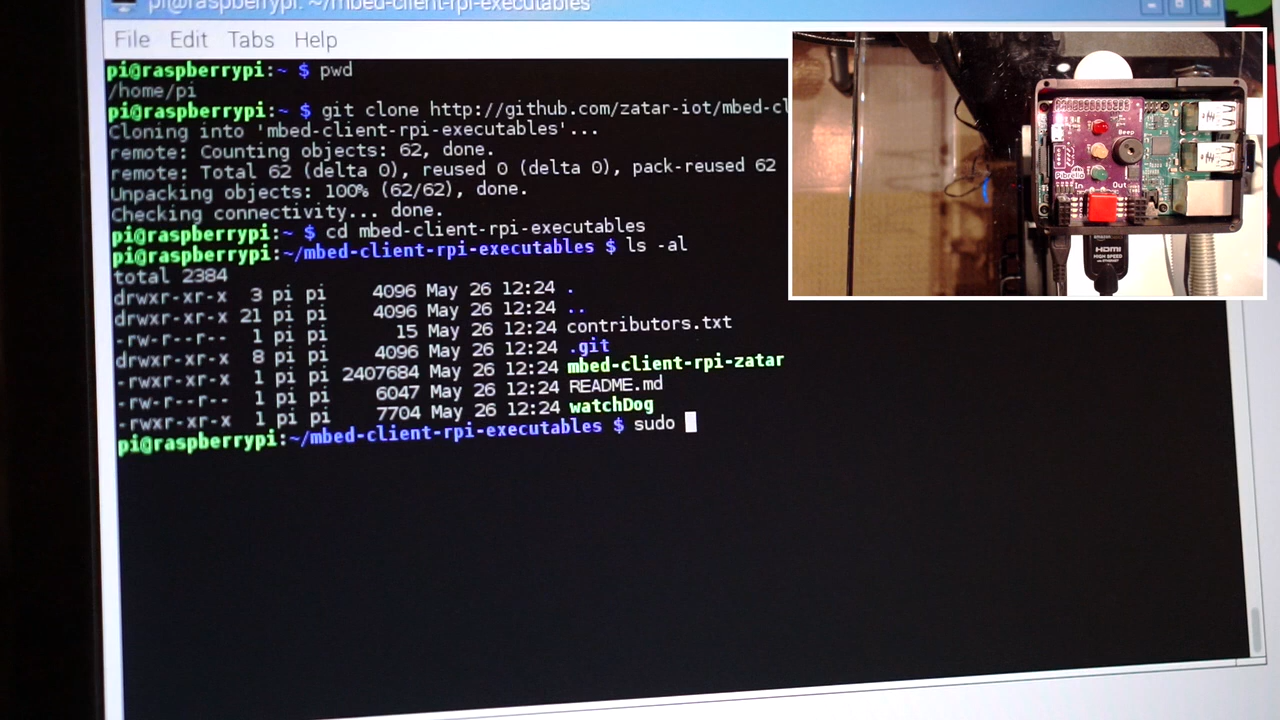 pi@raspberrypi: ~/mbed-client-rpi-executables
File Edit Tabs Help
pi@raspberrypi:~ $ pwd
/home/pi
pi@raspberrypi:~ $ git clone http://github.com/zatar-iot/mbed-cl
Cloning into 'mbed-client-rpi-executables'...
remote: Counting objects: 62, done.
remote: Total 62 (delta 0), reused 0 (delta 0), pack-reused 62
Unpacking objects: 100% (62/62), done.
Checking connectivity... done.
pi@raspberrypi:~ $ cd mbed-client-rpi-executables
pi@raspberrypi:~/mbed-client-rpi-executables $ ls -al
total 2384
drwxr-xr-x 3 pi pi 4096 May 26 12:24 .
drwxr-xr-x 21 pi pi 4096 May 26 12:24 ..
-rw-r--r-- 1 pi pi 15 May 26 12:24 contributors.txt
drwxr-xr-x 8 pi pi 4096 May 26 12:24 .git
-rwxr-xr-x 1 pi pi 2407684 May 26 12:24 mbed-client-rpi-zatar
-rw-r--r-- 1 pi pi 6047 May 26 12:24 README.md
-rwxr-xr-x 1 pi pi 7704 May 26 12:24 watchDog
pi@raspberrypi:~/mbed-client-rpi-executables $ sudo
Beep
Pibrella
In Out
HDMI
HIGH SPEED